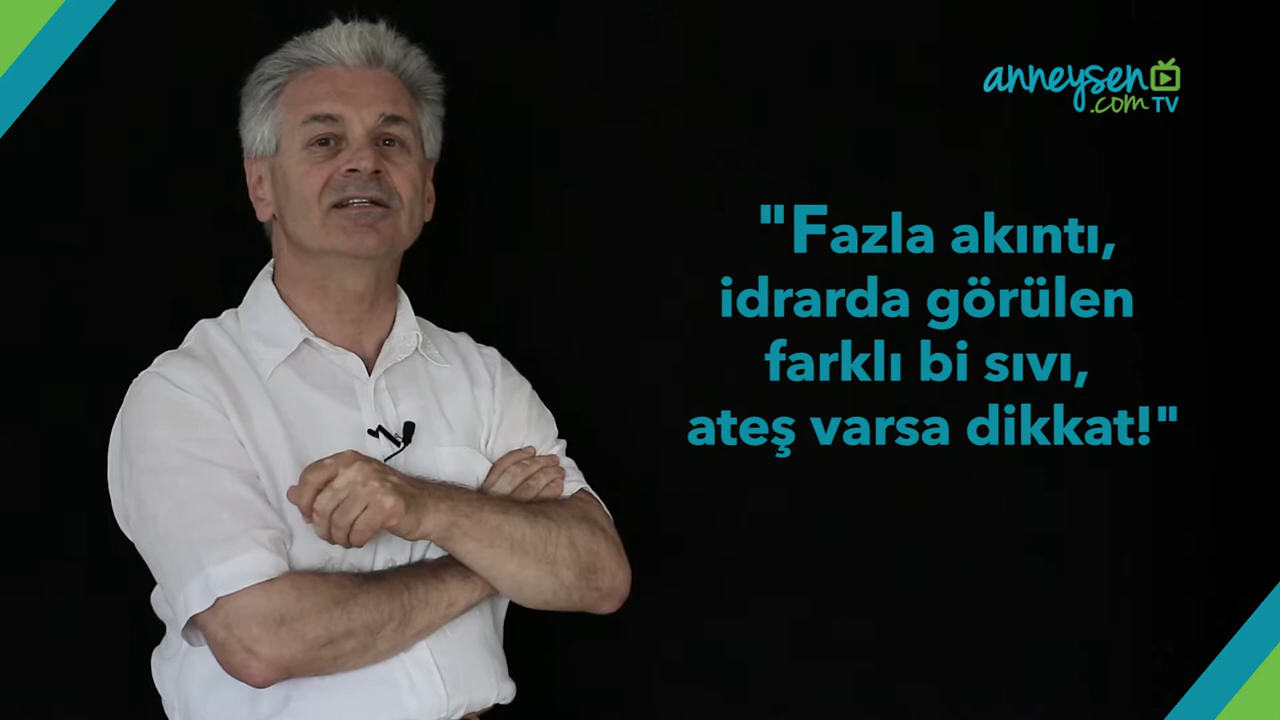 anneysen
.com TV
"Fazla akıntı,
idrarda görülen
farklı bi sıvı,
ateş varsa dikkat!"